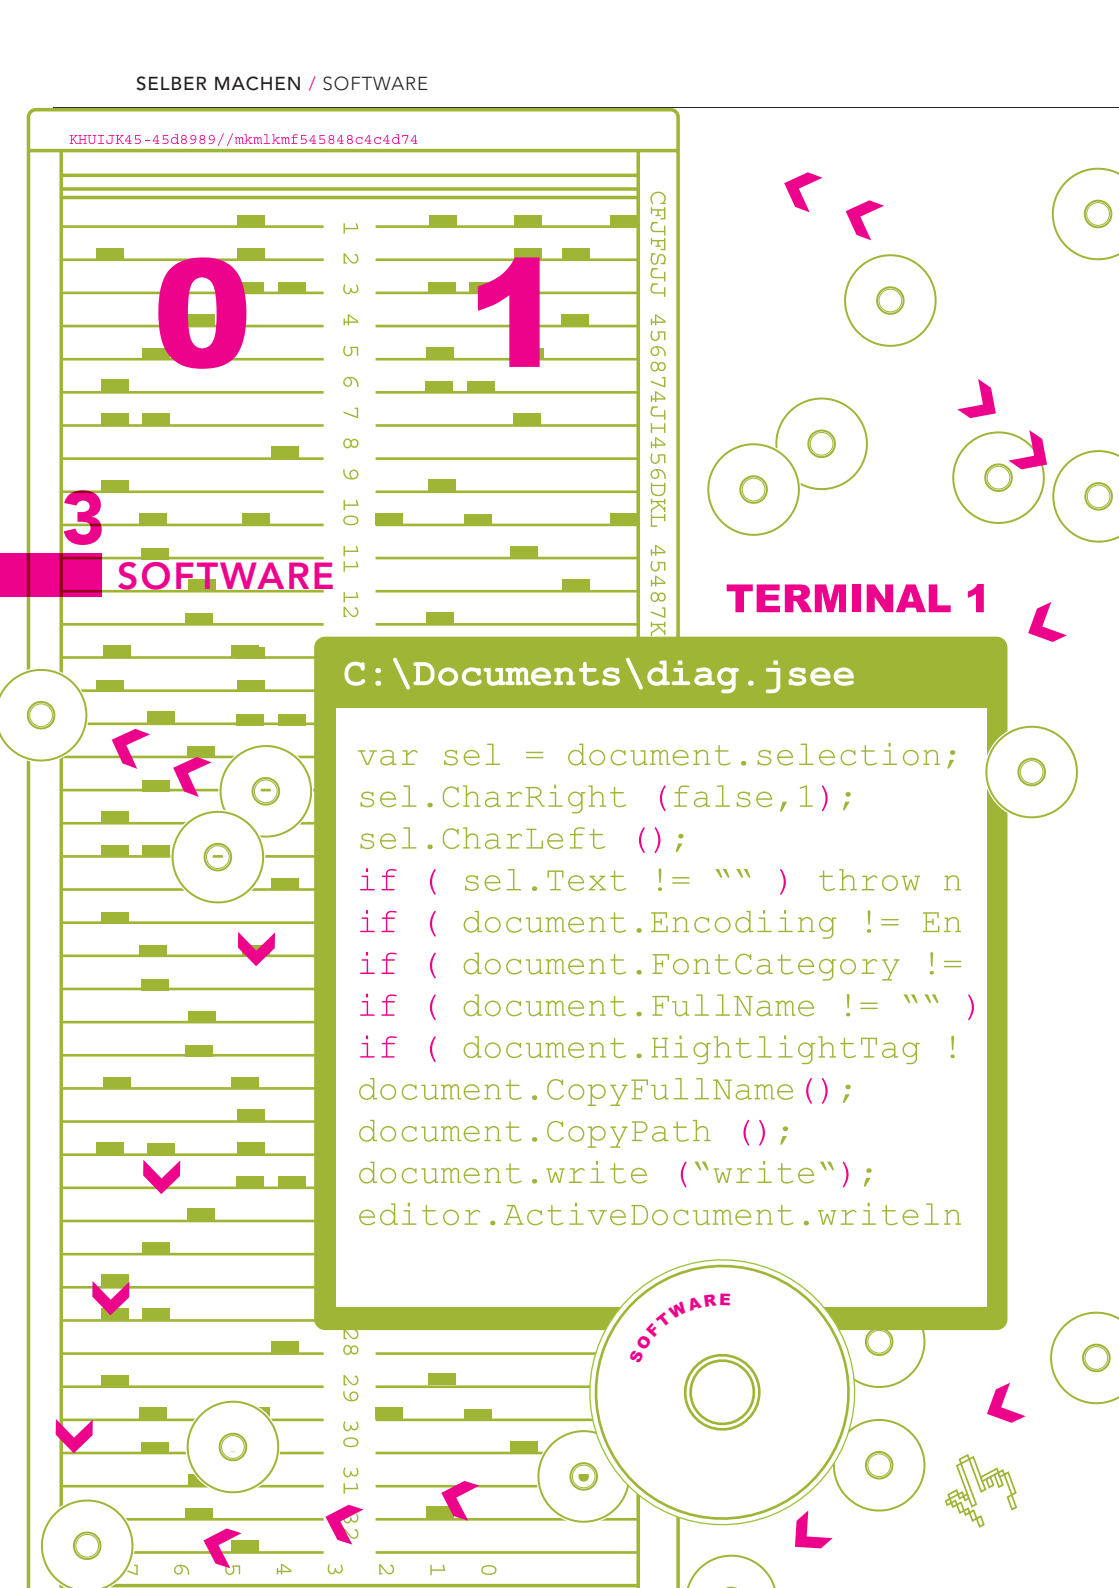 SELBER MACHEN / SOFTWARE
KHUIJK45-45d8989//mkmlkmf545848c4c4d74
0 1
1
2
3
4
5
6
7
8
9
10
11
12
CFJFSJJ 456874JI456DKL 45487K
3
SOFTWARE
TERMINAL 1
C:\Documents\diag.jsee
var sel = document.selection;
sel.CharRight (false,1);
sel.CharLeft ();
if ( sel.Text != “““ ) throw n
if ( document.Encodiing != En
if ( document.FontCategory !=
if ( document.FullName != ““ )
if ( document.HightlightTag !
document.CopyFullName();
document.CopyPath ();
document.write (“write“);
editor.ActiveDocument.writeln
SOFTWARE
28
29
30
31
32
7 6 5 4 3 2 1 0